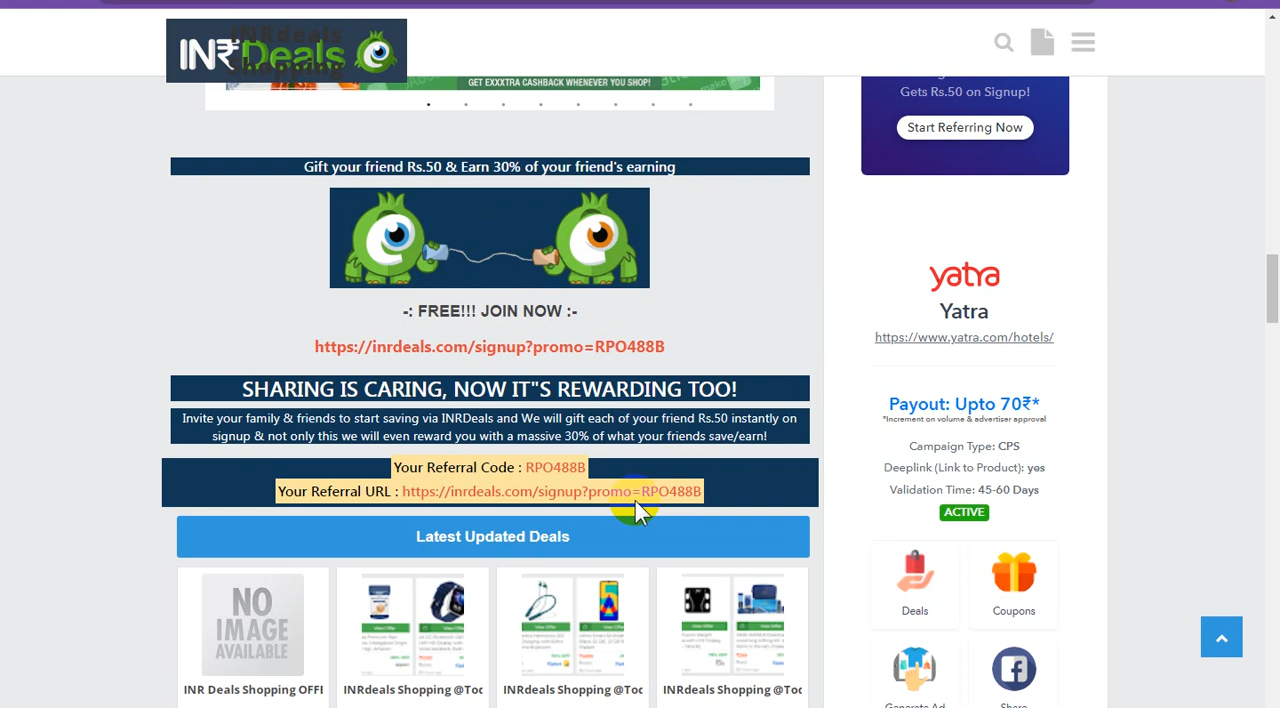 INRdeals
Shopping
IN₹Deals
GET EXXXTRA CASHBACK WHENEVER YOU SHOP!
Gift your friend Rs.50 & Earn 30% of your friend's earning
-: FREE!!! JOIN NOW :-
https://inrdeals.com/signup?promo=RPO488B
SHARING IS CARING, NOW IT"S REWARDING TOO!
Invite your family & friends to start saving via INRDeals and We will gift each of your friend Rs.50 instantly on
signup & not only this we will even reward you with a massive 30% of what your friends save/earn!
Your Referral Code : RPO488B
Your Referral URL : https://inrdeals.com/signup?promo=RPO488B
Latest Updated Deals
NO
IMAGE
AVAILABLE
INR Deals Shopping OFFI
INRdeals Shopping @Toc
INRdeals Shopping @Toc
INRdeals Shopping @Toc
Gets Rs.50 on Signup!
Start Referring Now
yatra
Yatra
https://www.yatra.com/hotels/
Payout: Upto 70₹*
*Increment on volume & advertiser approval
Campaign Type: CPS
Deeplink (Link to Product): yes
Validation Time: 45-60 Days
ACTIVE
Deals
Coupons
Generate Ad
Share